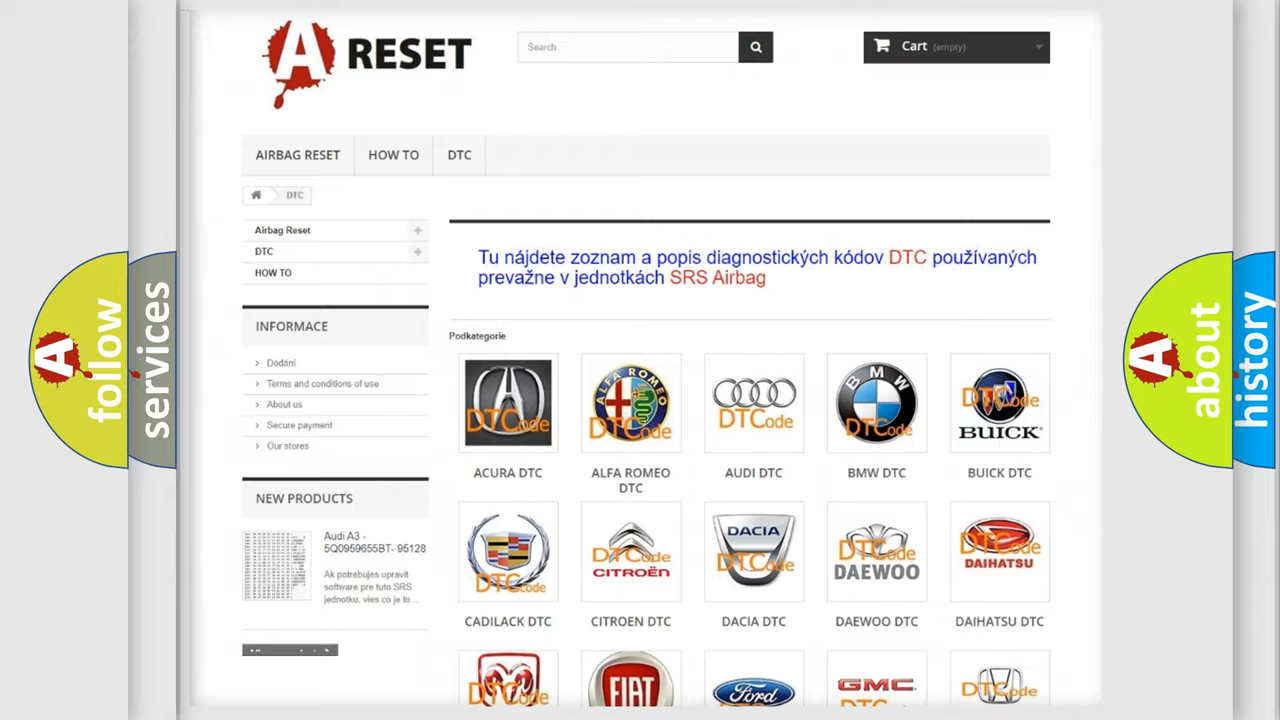 A RESET
Search
Cart (empty)
AIRBAG RESET
HOW TO
DTC
DTC
Airbag Reset
DTC
HOW TO
INFORMACE
Dodání
Terms and conditions of use
About us
Secure payment
Our stores
NEW PRODUCTS
Audi A3 -
5Q0959655BT- 95128
Ak potrebujes upravit
software pre tuto SRS
jednotku, vies co je to...
Tu nájdete zoznam a popis diagnostických kódov DTC používaných
prevažne v jednotkách SRS Airbag
Podkategorie
DTCode
ALFA ROMEO
DTCode
DTCode
BMW
DTCode
DTCode
BUICK
ACURA DTC
ALFA ROMEO
DTC
AUDI DTC
BMW DTC
BUICK DTC
DTCode
DTCode
CITROËN
DACIA
DTCode
DTCode
DAEWOO
DTCode
DAIHATSU
CADILACK DTC
CITROEN DTC
DACIA DTC
DAEWOO DTC
DAIHATSU DTC
DTCode
FIAT
Ford
GMC
DTCode
A follow
services
A about
history